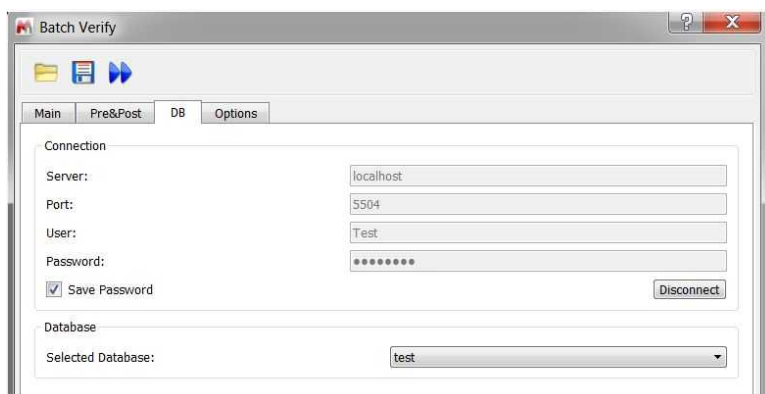 Batch Verify
Main Pre&Post DB Options
Connection
Server: localhost
Port: 5504
User: Test
Password: ●●●●●●●●
Save Password Disconnect
Database
Selected Database: test